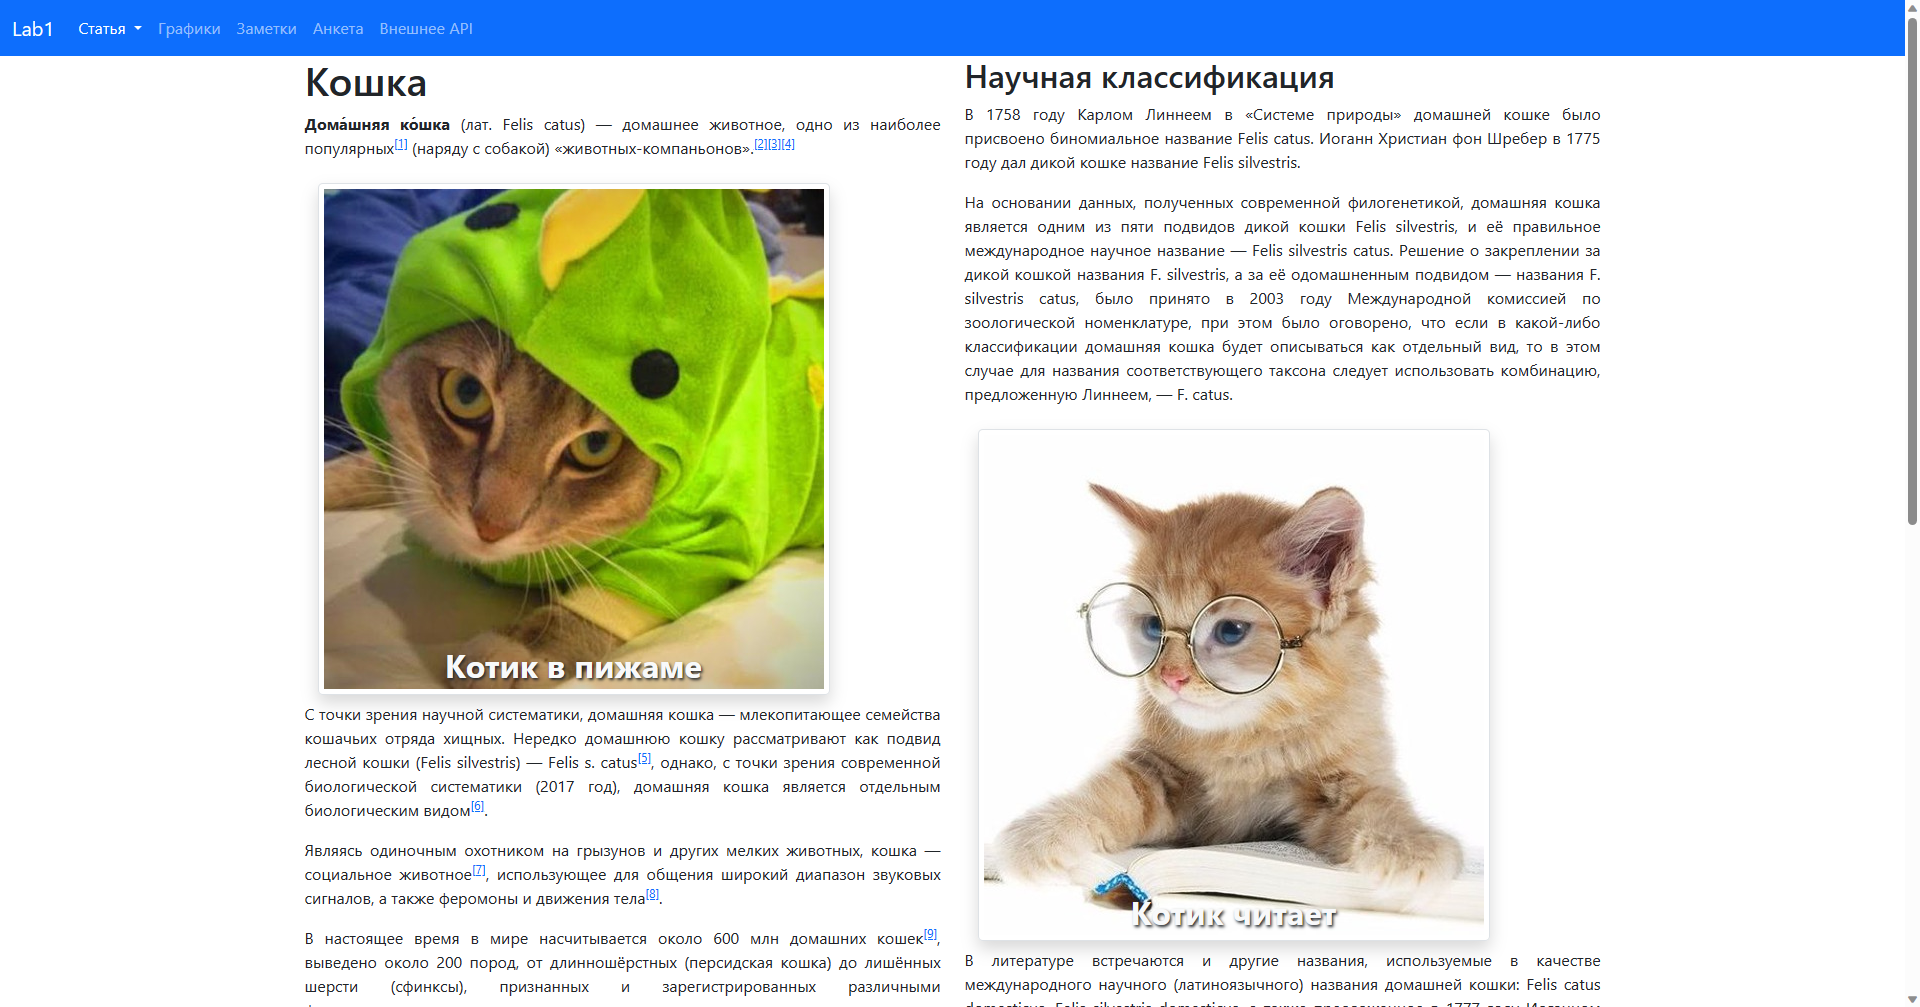 Lab1 Статья Графики Заметки Анкета Внешнее API
Кошка
Дома́шняя ко́шка (лат. Felis catus) — домашнее животное, одно из наиболее
популярных[1] (наряду с собакой) «животных-компаньонов».[2][3][4]
Котик в пижаме
С точки зрения научной систематики, домашняя кошка — млекопитающее семейства
кошачьих отряда хищных. Нередко домашнюю кошку рассматривают как подвид
лесной кошки (Felis silvestris) — Felis s. catus[5], однако, с точки зрения современной
биологической систематики (2017 год), домашняя кошка является отдельным
биологическим видом[6].
Являясь одиночным охотником на грызунов и других мелких животных, кошка —
социальное животное[7], использующее для общения широкий диапазон звуковых
сигналов, а также феромоны и движения тела[8].
В настоящее время в мире насчитывается около 600 млн домашних кошек[9],
выведено около 200 пород, от длинношёрстных (персидская кошка) до лишённых
шерсти (сфинксы), признанных и зарегистрированных различными
Научная классификация
В 1758 году Карлом Линнеем в «Системе природы» домашней кошке было
присвоено биномиальное название Felis catus. Иоганн Христиан фон Шребер в 1775
году дал дикой кошке название Felis silvestris.
На основании данных, полученных современной филогенетикой, домашняя кошка
является одним из пяти подвидов дикой кошки Felis silvestris, и её правильное
международное научное название — Felis silvestris catus. Решение о закреплении за
дикой кошкой названия F. silvestris, а за её одомашненным подвидом — названия F.
silvestris catus, было принято в 2003 году Международной комиссией по
зоологической номенклатуре, при этом было оговорено, что если в какой-либо
классификации домашняя кошка будет описываться как отдельный вид, то в этом
случае для названия соответствующего таксона следует использовать комбинацию,
предложенную Линнеем, — F. catus.
Котик читает
В литературе встречаются и другие названия, используемые в качестве
международного научного (латиноязычного) названия домашней кошки: Felis catus